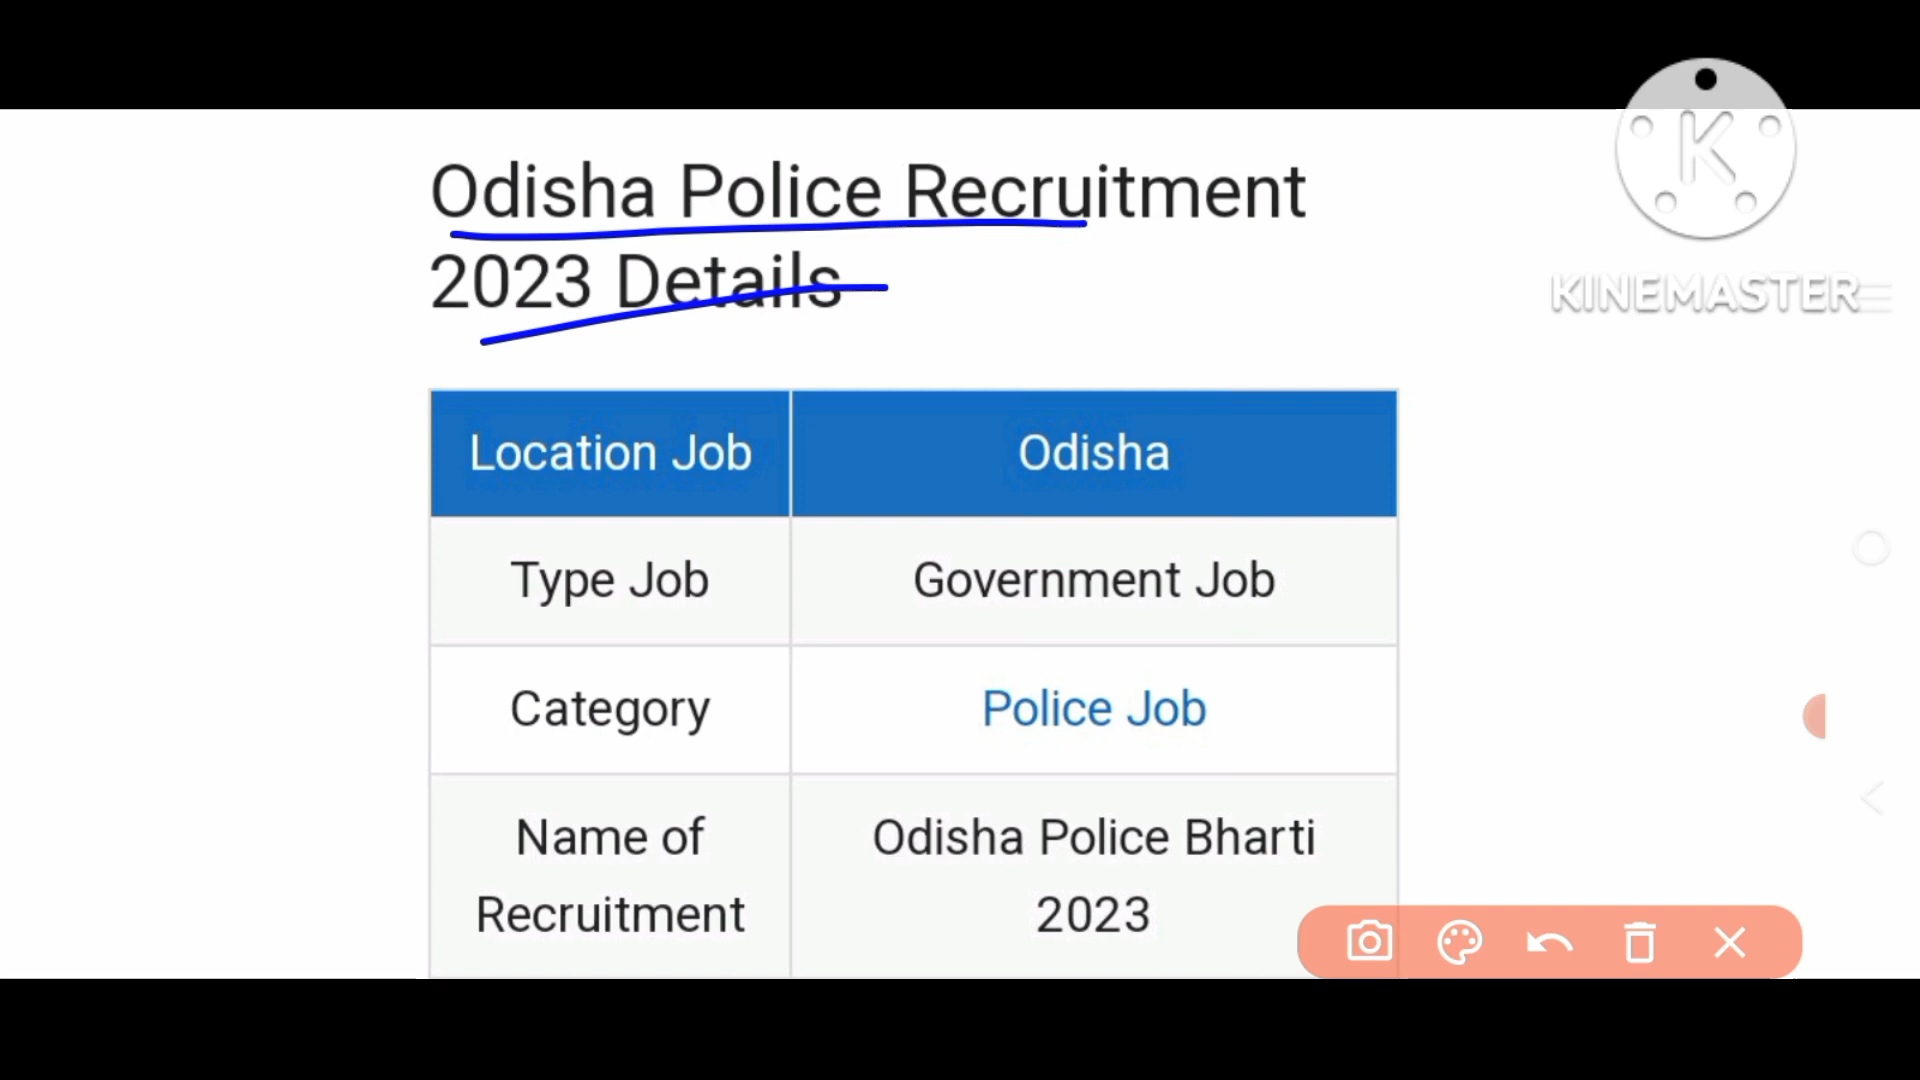 Odisha Police Recruitment
2023 Details
K
KINEMASTER
Location Job Odisha
Type Job Government Job
Category Police Job
Name of Odisha Police Bharti
Recruitment 2023